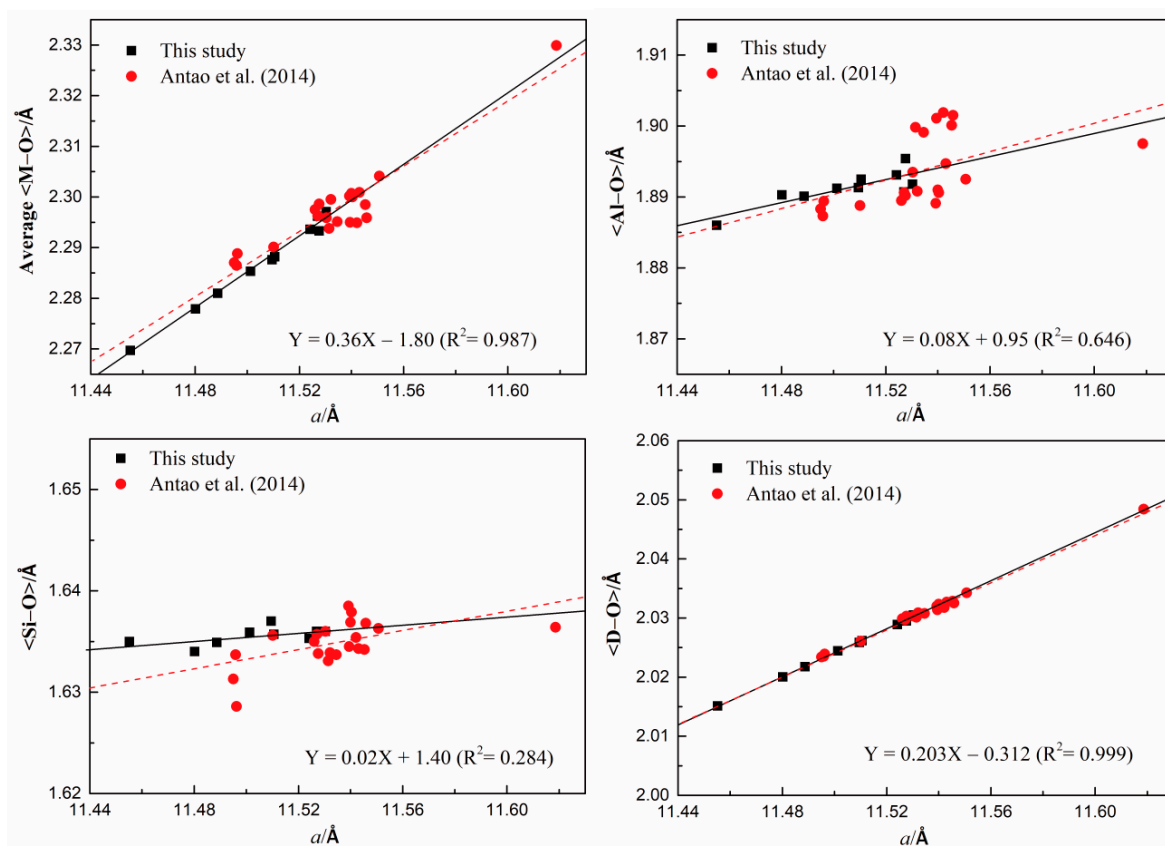 2.33
2.32
2.31
2.30
2.29
2.28
2.27
Average <M–O>/Å
This study
Antao et al. (2014)
Y = 0.36X – 1.80 (R²= 0.987)
11.44 11.48 11.52 11.56 11.60
a/Å
1.91
1.90
1.89
1.88
1.87
<Al–O>/Å
This study
Antao et al. (2014)
Y = 0.08X + 0.95 (R²= 0.646)
11.44 11.48 11.52 11.56 11.60
a/Å
1.65
1.64
1.63
1.62
<Si–O>/Å
This study
Antao et al. (2014)
Y = 0.02X + 1.40 (R²= 0.284)
11.44 11.48 11.52 11.56 11.60
a/Å
2.06
2.05
2.04
2.03
2.02
2.01
2.00
<D–O>/Å
This study
Antao et al. (2014)
Y = 0.203X – 0.312 (R²= 0.999)
11.44 11.48 11.52 11.56 11.60
a/Å